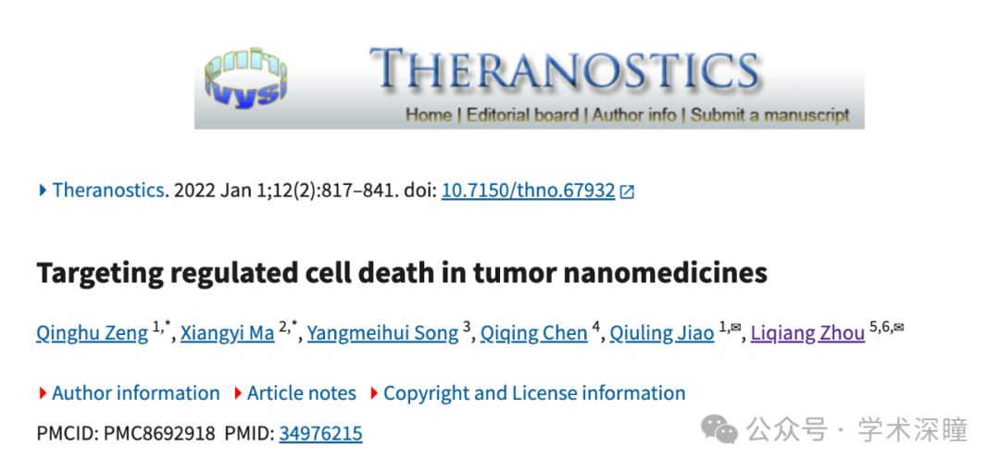 THERANOSTICS
Home | Editorial board | Author info | Submit a manuscript
Theranostics. 2022 Jan 1;12(2):817–841. doi: 10.7150/thno.67932
Targeting regulated cell death in tumor nanomedicines
Qinghu Zeng 1,*, Xiangyi Ma 2,*, Yangmeihui Song 3, Qiqing Chen 4, Qiuling Jiao 1,✉, Liqiang Zhou 5,6,✉
Author information Article notes Copyright and License information
PMCID: PMC8692918 PMID: 34976215
公众号 · 学术深瞳